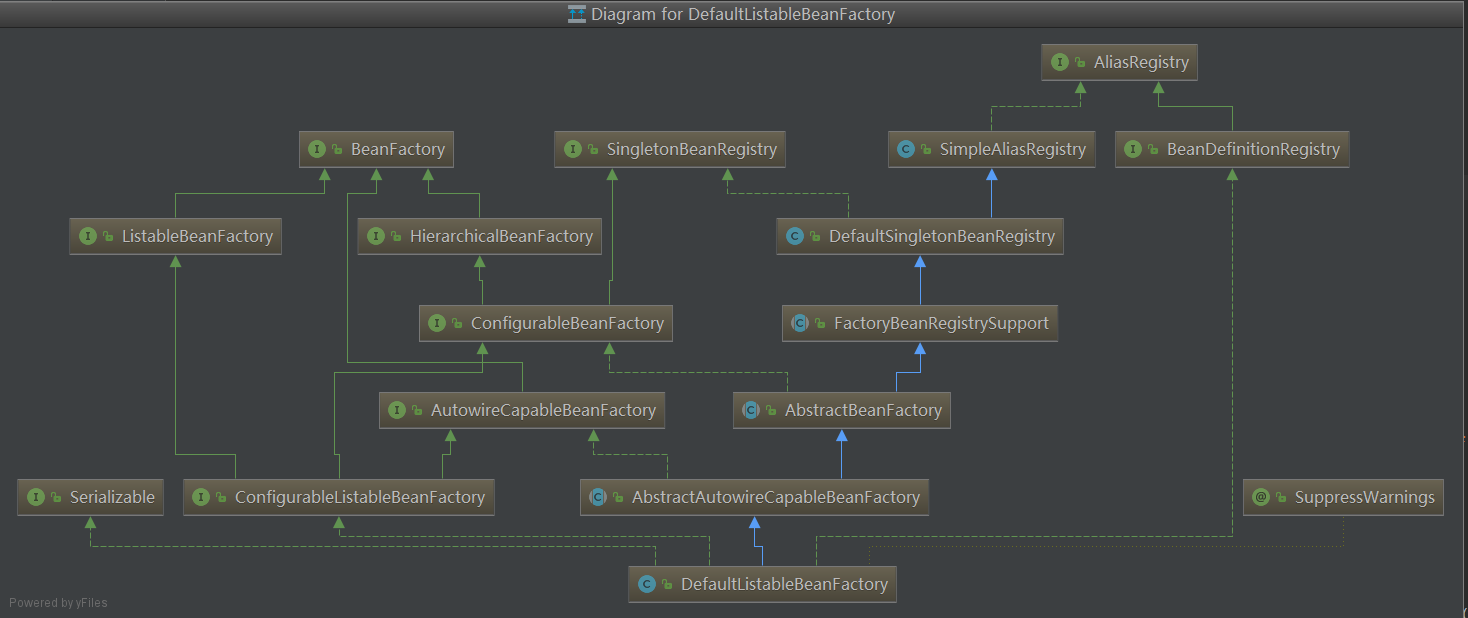 Diagram for DefaultListableBeanFactory
I AliasRegistry
I BeanFactory
I SingletonBeanRegistry
C SimpleAliasRegistry
I BeanDefinitionRegistry
I ListableBeanFactory
I HierarchicalBeanFactory
C DefaultSingletonBeanRegistry
I ConfigurableBeanFactory
C FactoryBeanRegistrySupport
I AutowireCapableBeanFactory
C AbstractBeanFactory
I Serializable
I ConfigurableListableBeanFactory
C AbstractAutowireCapableBeanFactory
@ SuppressWarnings
C DefaultListableBeanFactory
Powered by yFiles